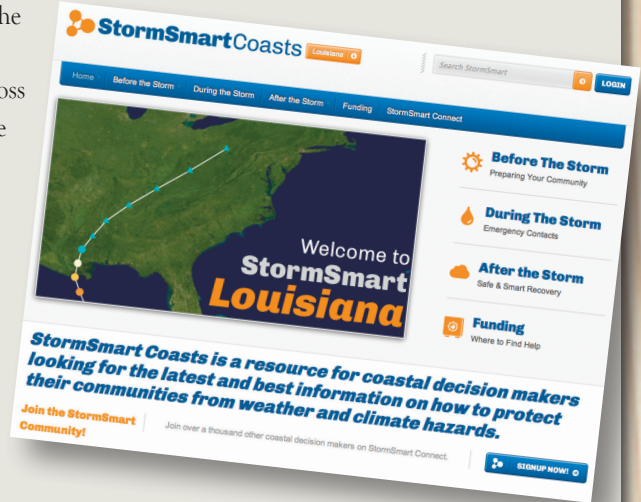 he
oss
e
StormSmartCoasts
Louisiana
Search StormSmart
LOGIN
Home Before the Storm During the Storm After the Storm Funding StormSmart Connect
Welcome to
StormSmart
Louisiana
Before The Storm
Preparing Your Community
During The Storm
Emergency Contacts
After the Storm
Safe & Smart Recovery
Funding
Where to Find Help
StormSmart Coasts is a resource for coastal decision makers
looking for the latest and best information on how to protect
their communities from weather and climate hazards.
Join the StormSmart
Community!
Join over a thousand other coastal decision makers on StormSmart Connect.
SIGNUP NOW!